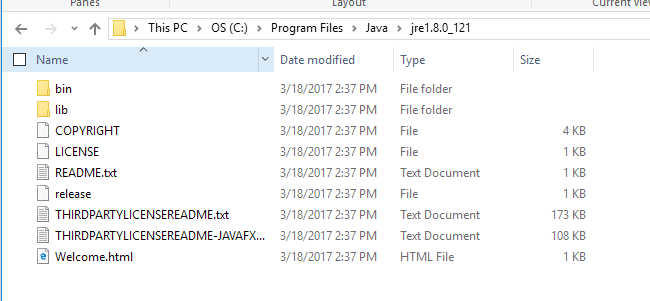 Panes Layout Current view
This PC > OS (C:) > Program Files > Java > jre1.8.0_121
Name Date modified Type Size
bin 3/18/2017 2:37 PM File folder
lib 3/18/2017 2:37 PM File folder
COPYRIGHT 3/18/2017 2:37 PM File 4 KB
LICENSE 3/18/2017 2:37 PM File 1 KB
README.txt 3/18/2017 2:37 PM Text Document 1 KB
release 3/18/2017 2:37 PM File 1 KB
THIRDPARTYLICENSEREADME.txt 3/18/2017 2:37 PM Text Document 173 KB
THIRDPARTYLICENSEREADME-JAVAFX... 3/18/2017 2:37 PM Text Document 108 KB
Welcome.html 3/18/2017 2:37 PM HTML File 1 KB